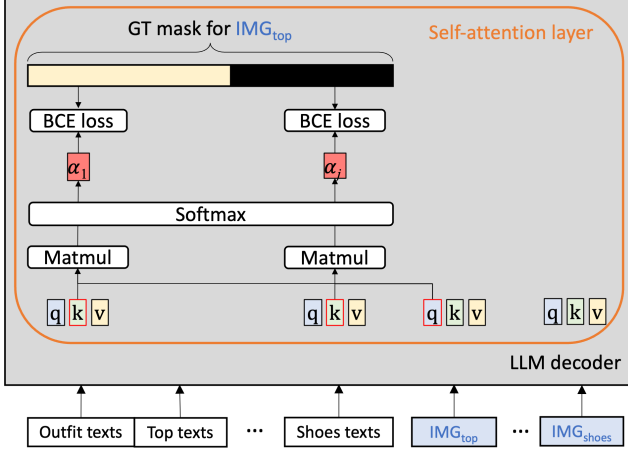 GT mask for IMGtop
Self-attention layer
BCE loss
BCE loss
α1
αj
Softmax
Matmul
Matmul
q k v
q k v
q k v
q k v
LLM decoder
Outfit texts
Top texts
...
Shoes texts
IMGtop
...
IMGshoes